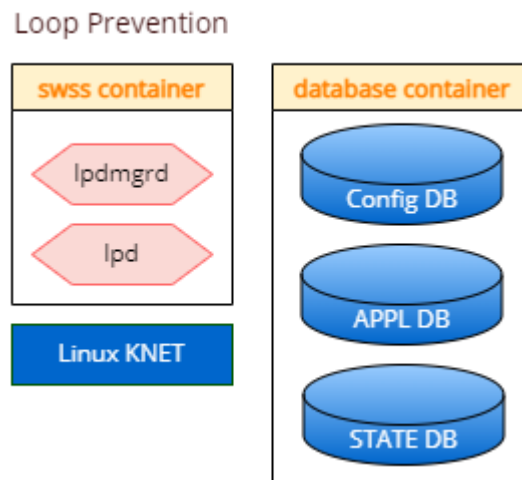 Loop Prevention
swss container
lpdmgrd
lpd
Linux KNET
database container
Config DB
APPL DB
STATE DB